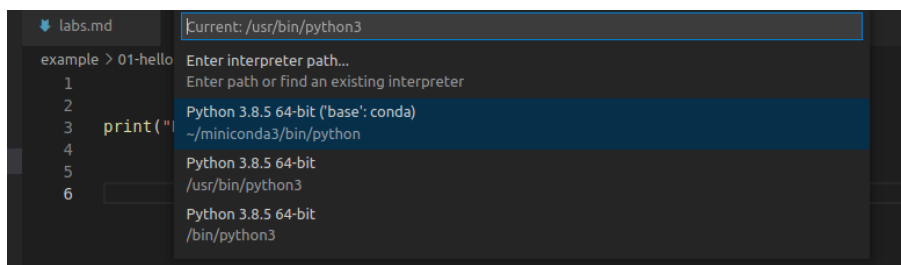 labs.md
Current: /usr/bin/python3
example > 01-hello
Enter interpreter path...
Enter path or find an existing interpreter
1
2
Python 3.8.5 64-bit ('base': conda)
~/miniconda3/bin/python
3 print("
4
Python 3.8.5 64-bit
/usr/bin/python3
5
6
Python 3.8.5 64-bit
/bin/python3